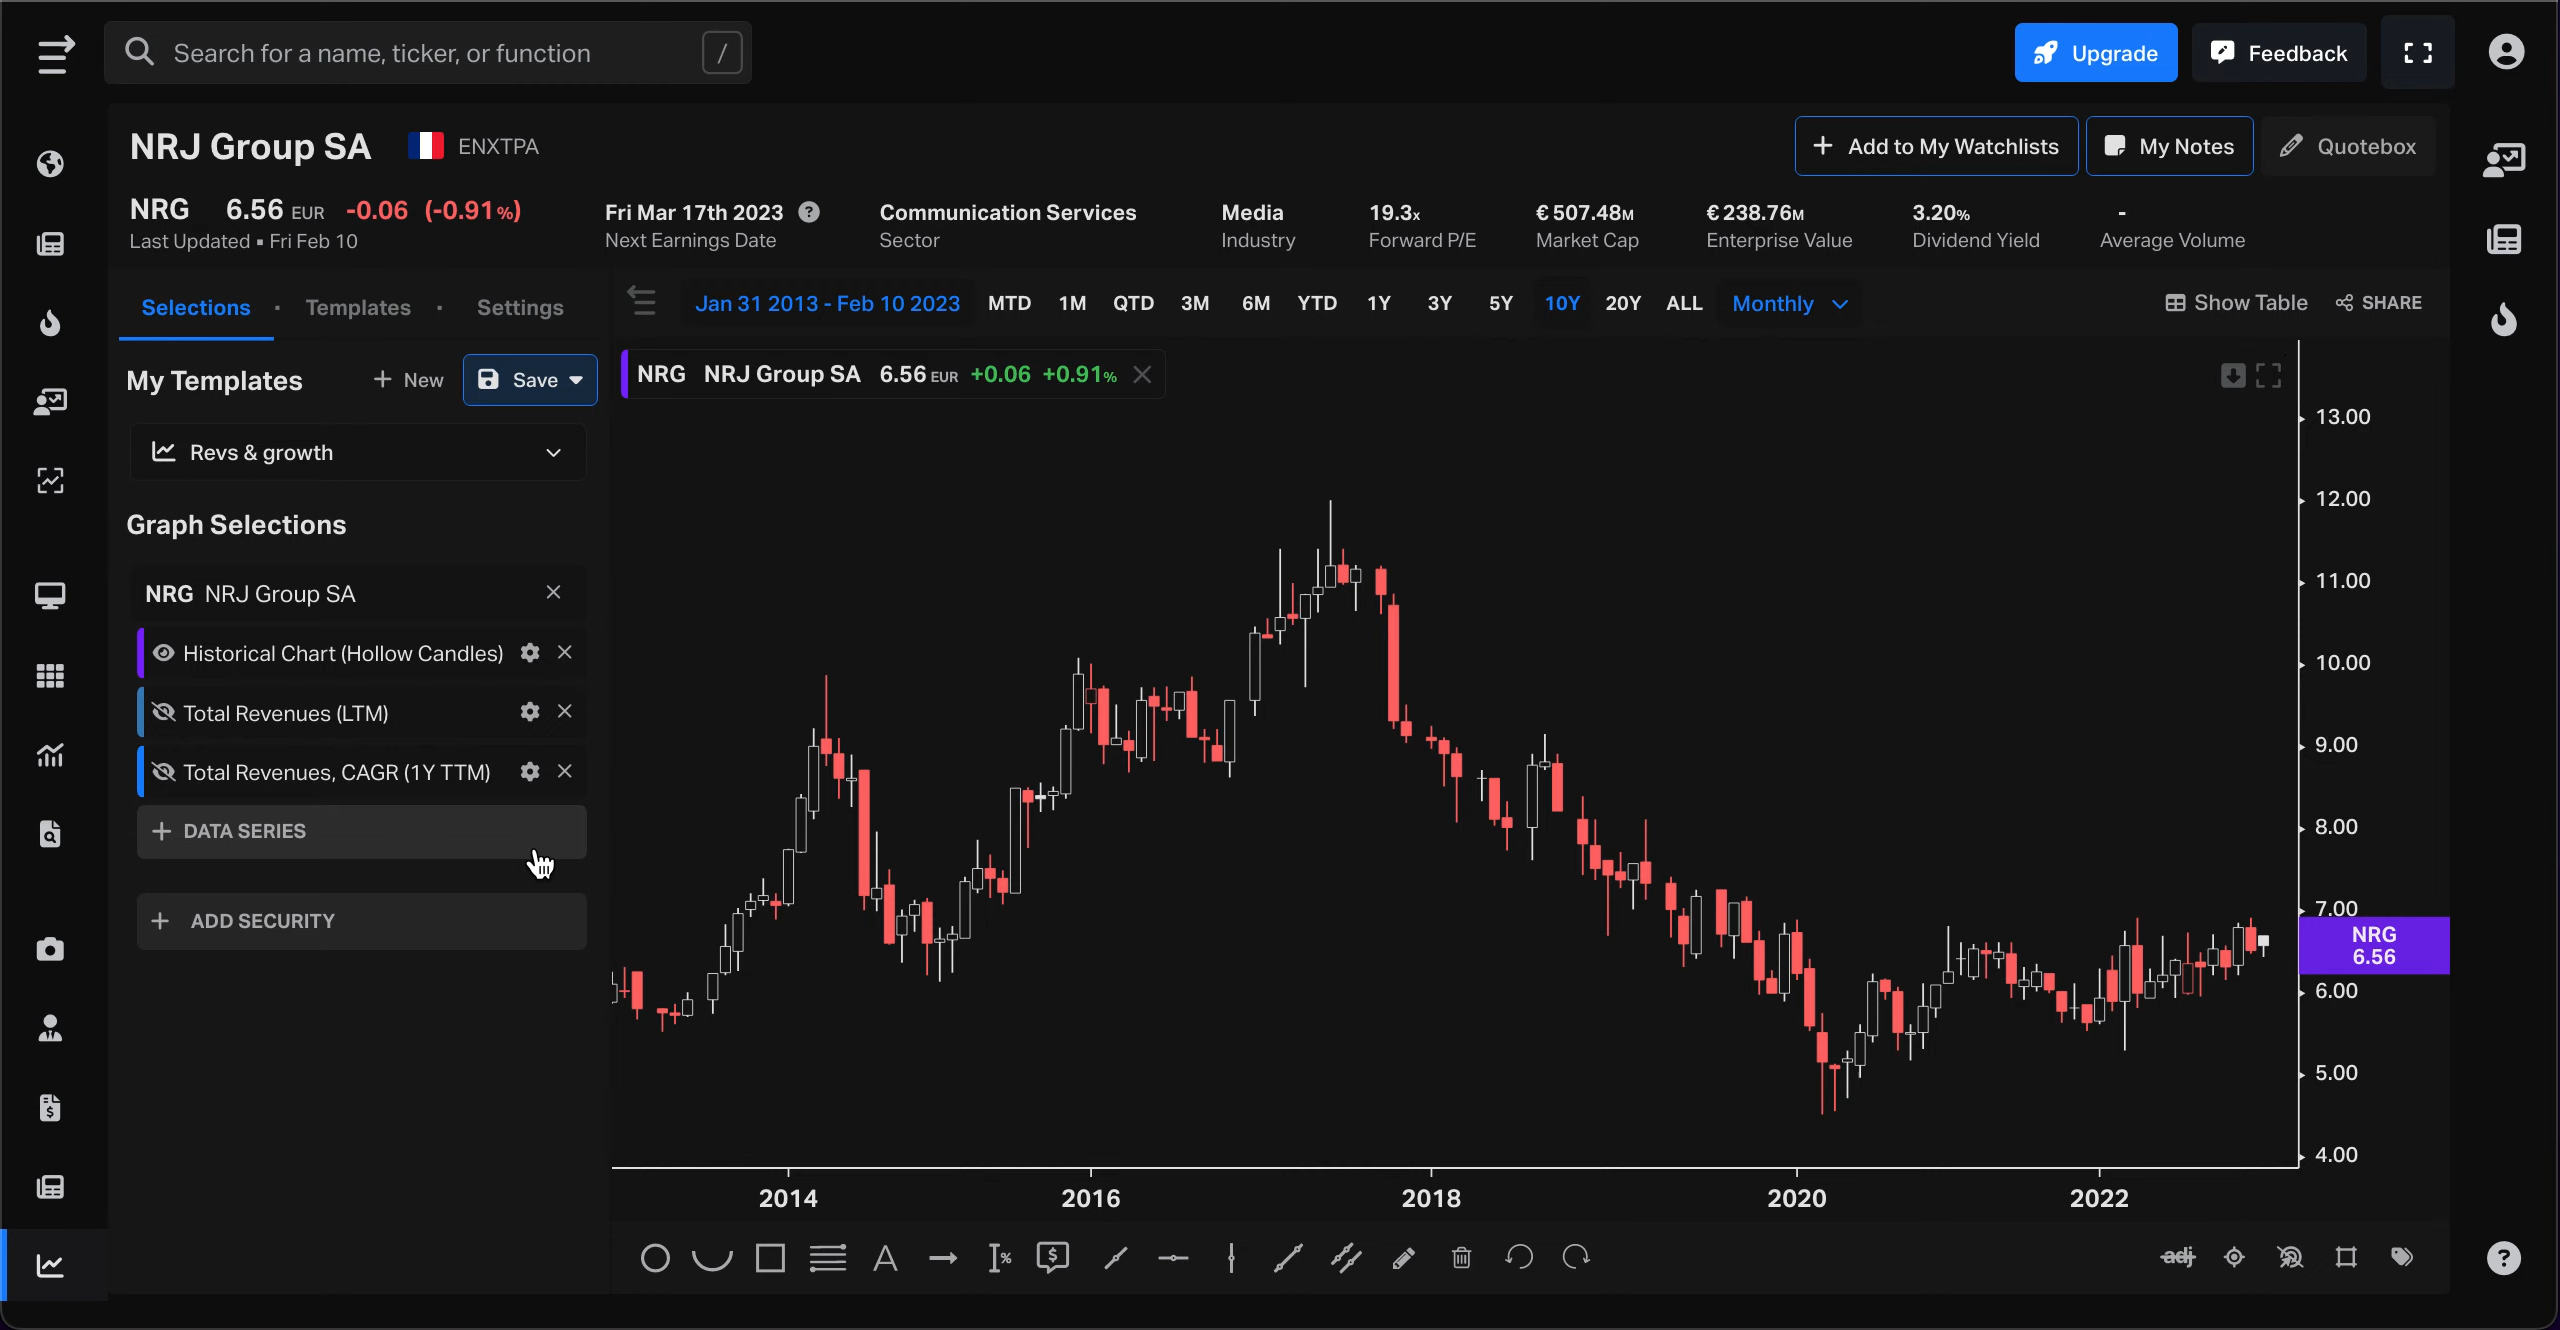 Search for a name, ticker, or function /
Upgrade
Feedback
NRJ Group SA ENXTPA
+ Add to My Watchlists
My Notes
Quotebox
NRG 6.56 EUR -0.06 (-0.91%)
Last Updated ▪ Fri Feb 10
Fri Mar 17th 2023 ?
Next Earnings Date
Communication Services
Sector
Media
Industry
19.3x
Forward P/E
€507.48M
Market Cap
€238.76M
Enterprise Value
3.20%
Dividend Yield
-
Average Volume
Selections · Templates · Settings
Jan 31 2013 - Feb 10 2023 MTD 1M QTD 3M 6M YTD 1Y 3Y 5Y 10Y 20Y ALL Monthly
Show Table SHARE
My Templates + New Save
Revs & growth
Graph Selections
NRG NRJ Group SA
Historical Chart (Hollow Candles)
Total Revenues (LTM)
Total Revenues, CAGR (1Y TTM)
+ DATA SERIES
+ ADD SECURITY
NRG NRJ Group SA 6.56 EUR +0.06 +0.91%
13.00
12.00
11.00
10.00
9.00
8.00
7.00
NRG
6.56
6.00
5.00
4.00
2014 2016 2018 2020 2022
A
%
$
adj
?